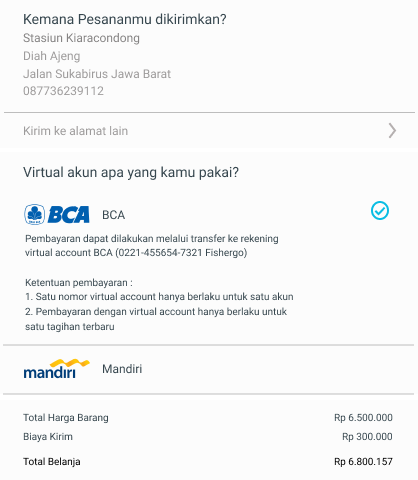 Kemana Pesananmu dikirimkan?
Stasiun Kiaracondong
Diah Ajeng
Jalan Sukabirus Jawa Barat
087736239112
Kirim ke alamat lain
Virtual akun apa yang kamu pakai?
BCA BCA
Pembayaran dapat dilakukan melalui transfer ke rekening
virtual account BCA (0221-455654-7321 Fishergo)
Ketentuan pembayaran :
1. Satu nomor virtual account hanya berlaku untuk satu akun
2. Pembayaran dengan virtual account hanya berlaku untuk
satu tagihan terbaru
mandiri Mandiri
Total Harga Barang Rp 6.500.000
Biaya Kirim Rp 300.000
Total Belanja Rp 6.800.157